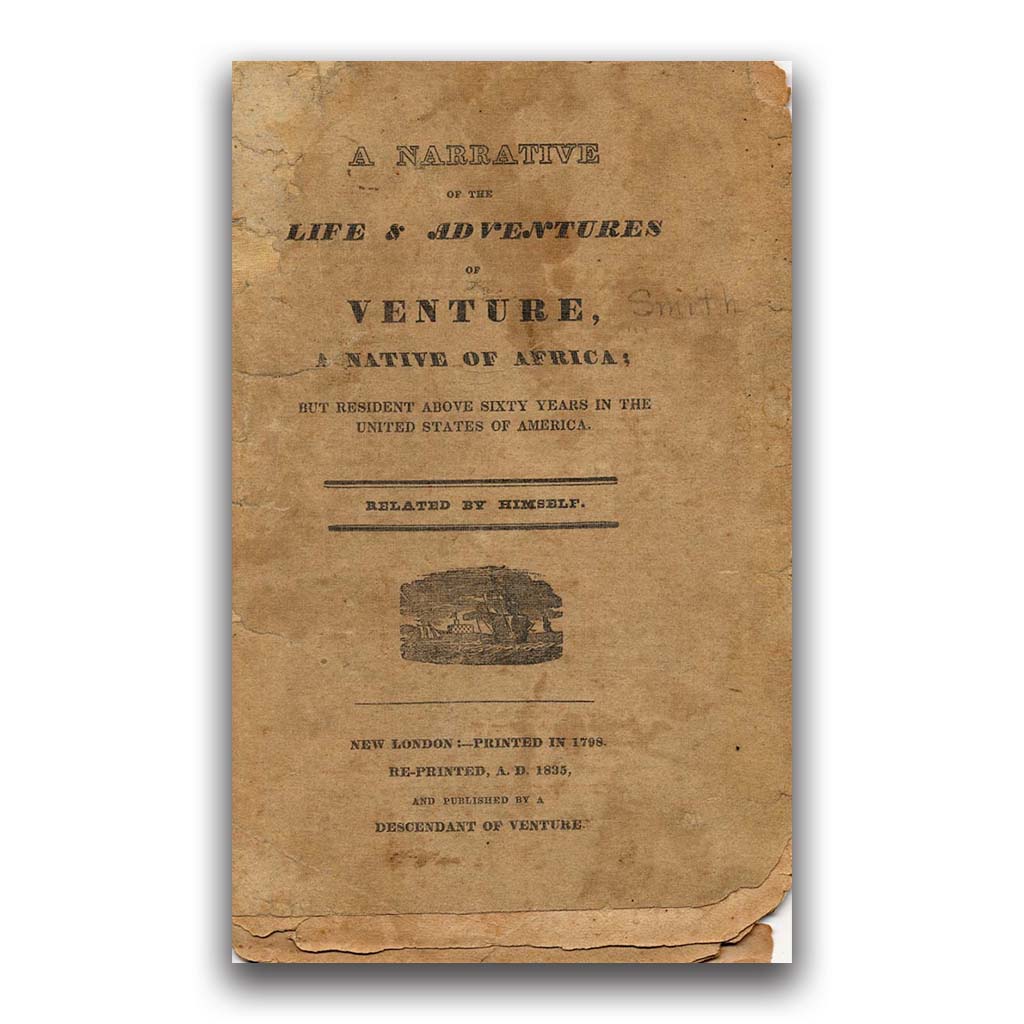 A NARRATIVE
OF THE
LIFE & ADVENTURES
OF
VENTURE, Smith
A NATIVE OF AFRICA;
BUT RESIDENT ABOVE SIXTY YEARS IN THE
UNITED STATES OF AMERICA.
RELATED BY HIMSELF.
NEW LONDON:—PRINTED IN 1798.
RE-PRINTED, A. D. 1835,
AND PUBLISHED BY A
DESCENDANT OF VENTURE.